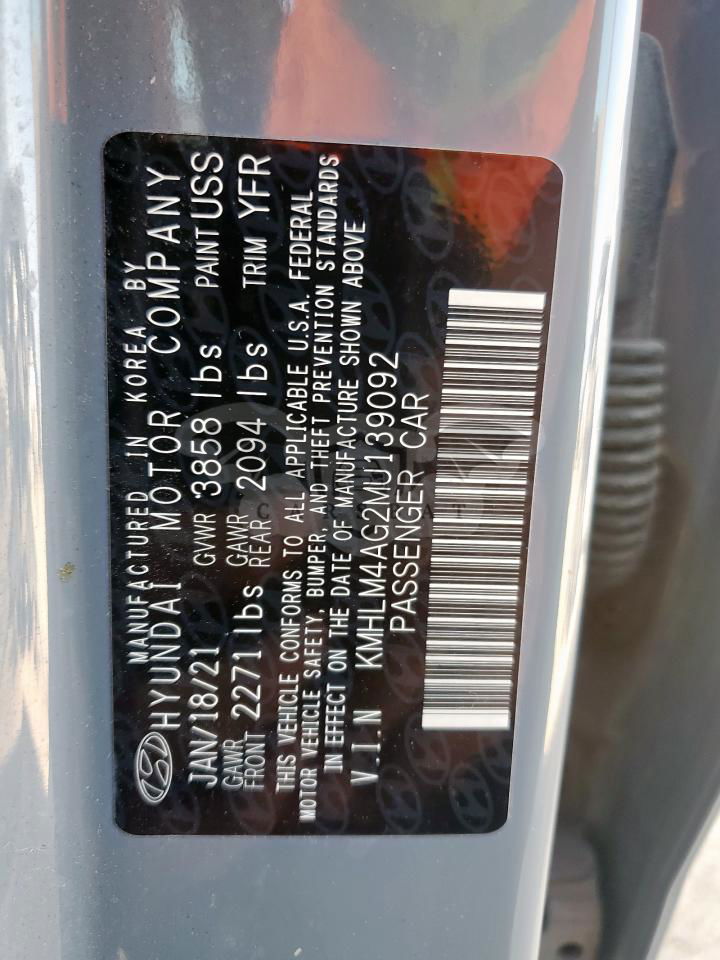 MANUFACTURED IN KOREA BY
HYUNDAI MOTOR COMPANY
JAN/18/21 GVWR 3858 lbs PAINT USS
GAWR FRONT 2271 lbs GAWR REAR 2094 lbs TRIM YFR
THIS VEHICLE CONFORMS TO ALL APPLICABLE U.S.A. FEDERAL
MOTOR VEHICLE SAFETY, BUMPER, AND THEFT PREVENTION STANDARDS
IN EFFECT ON THE DATE OF MANUFACTURE SHOWN ABOVE
V.I.N KMHLM4AG2MU139092
PASSENGER CAR